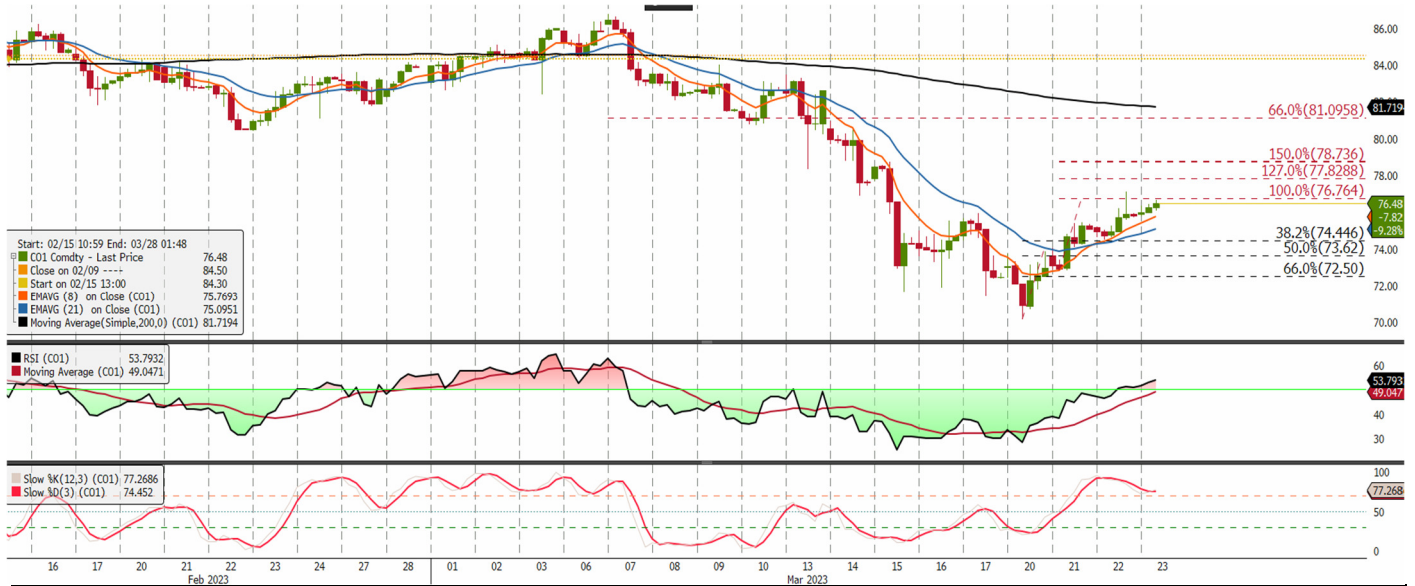 86.00
84.00
81.719
66.0%(81.0958)
80.00
150.0%(78.736)
78.00
127.0%(77.8288)
100.0%(76.764)
76.48
-7.82
-9.28%
38.2%(74.446)
74.00
50.0%(73.62)
66.0%(72.50)
72.00
70.00
Start: 02/15 10:59 End: 03/28 01:48
CO1 Comdty - Last Price 76.48
Close on 02/09 ---- 84.50
Start on 02/15 13:00 84.30
EMAVG (8) on Close (CO1) 75.7693
EMAVG (21) on Close (CO1) 75.0951
Moving Average(Simple,200,0) (CO1) 81.7194
RSI (CO1) 53.7932
Moving Average (CO1) 49.0471
60
53.793
49.047
40
30
Slow %K(12,3) (CO1) 77.2686
Slow %D(3) (CO1) 74.452
100
77.268
50
0
16 17 20 21 22 23 24 27 28 01 02 03 06 07 08 09 10 13 14 15 16 17 20 21 22 23
Feb 2023 Mar 2023